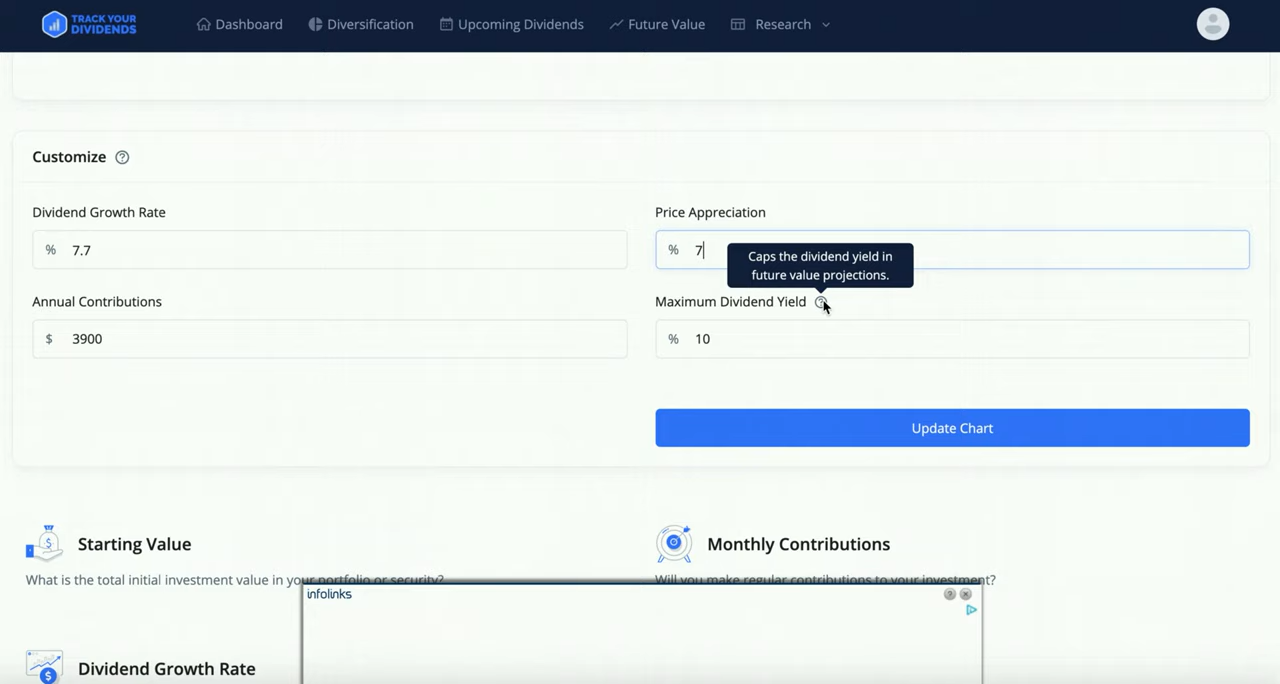 TRACK YOUR
DIVIDENDS
Dashboard
Diversification
Upcoming Dividends
Future Value
Research
Customize ?
Dividend Growth Rate
% 7.7
Price Appreciation
% 7
Caps the dividend yield in
future value projections.
Annual Contributions
$ 3900
Maximum Dividend Yield ?
% 10
Update Chart
Starting Value
What is the total initial investment value in your portfolio or security?
Monthly Contributions
Will you make regular contributions to your investment?
infolinks
Dividend Growth Rate